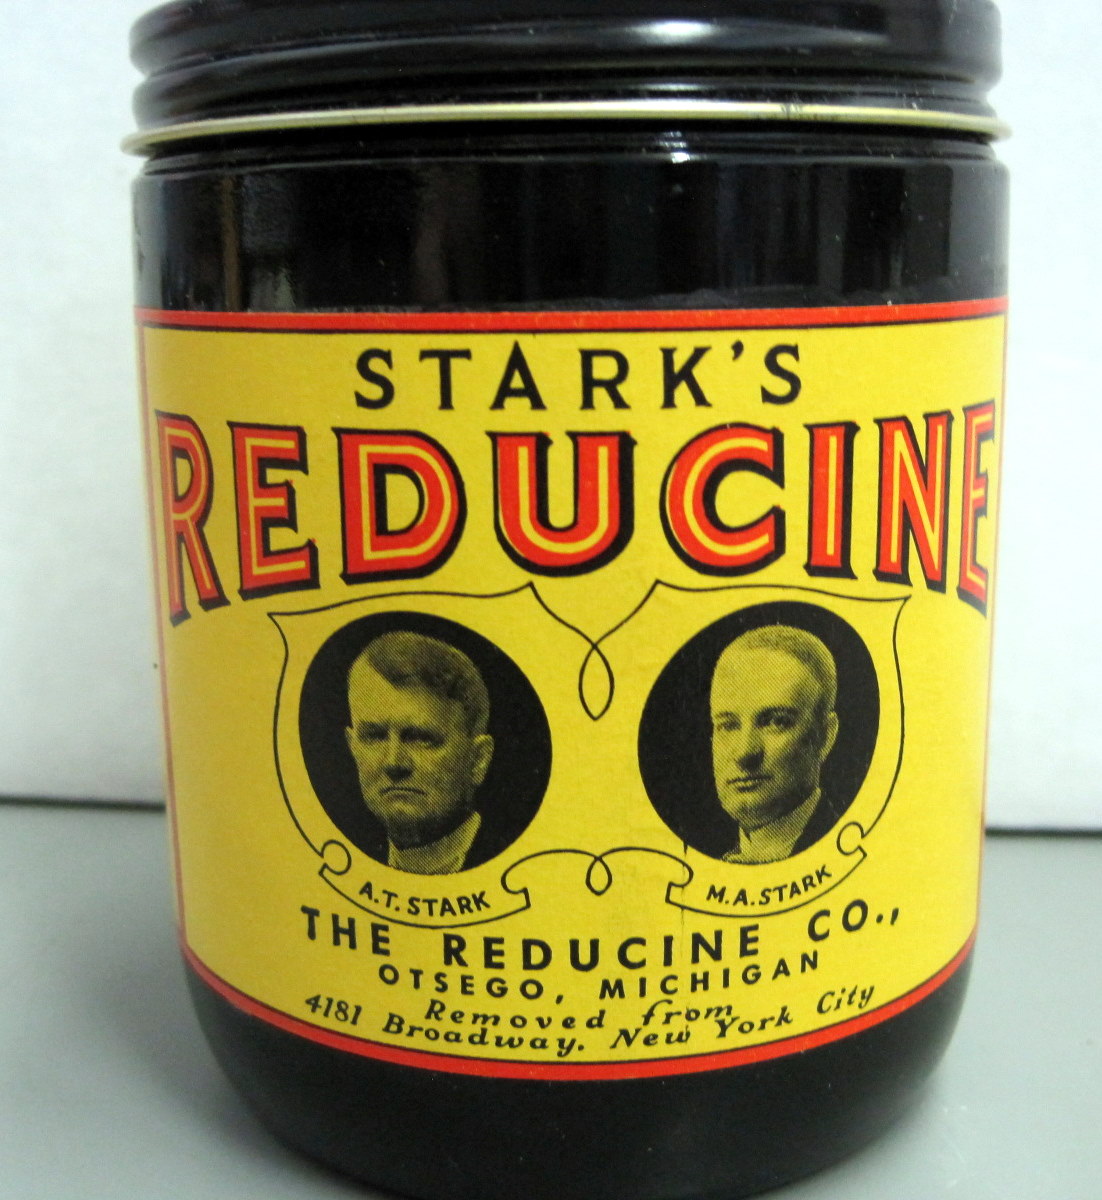 STARK'S
REDUCINE
A.T. STARK
M.A. STARK
THE REDUCINE CO.,
OTSEGO, MICHIGAN
Removed from
4181 Broadway. New York City